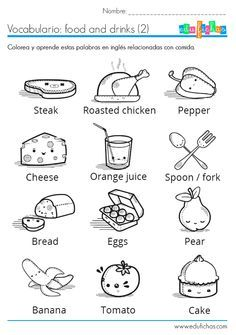 Nombre:
Vocabulario: food and drinks (2)
edufichas
Colorea y aprende estas palabras en inglés relacionadas con comida.
Steak Roasted chicken Pepper
Cheese Orange juice Spoon / fork
Bread Eggs Pear
Banana Tomato Cake
www.edufichas.com